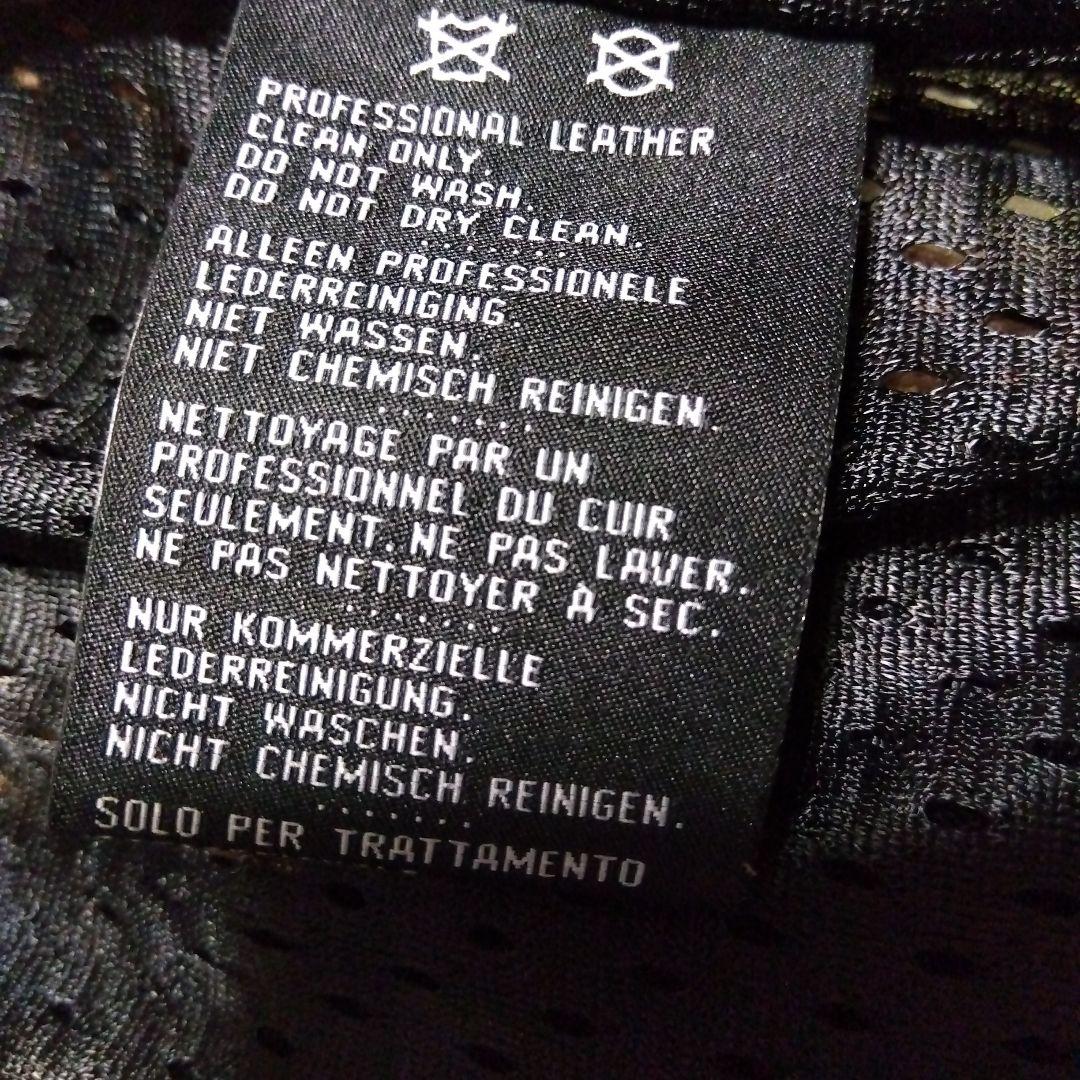 PROFESSIONAL LEATHER
CLEAN ONLY.
DO NOT WASH.
DO NOT DRY CLEAN.
ALLEEN PROFESSIONELE
LEDERREINIGING.
NIET WASSEN.
NIET CHEMISCH REINIGEN.
NETTOYAGE PAR UN
PROFESSIONNEL DU CUIR
SEULEMENT. NE PAS LAVER.
NE PAS NETTOYER A SEC.
NUR KOMMERZIELLE
LEDERREINIGUNG.
NICHT WASCHEN.
NICHT CHEMISCH REINIGEN.
SOLO PER TRATTAMENTO